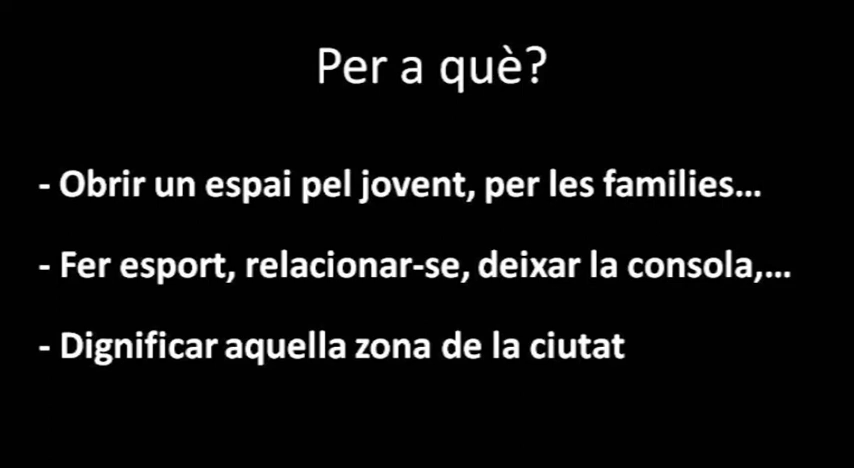 Per a què?
- Obrir un espai pel jovent, per les families...
- Fer esport, relacionar-se, deixar la consola,...
- Dignificar aquella zona de la ciutat